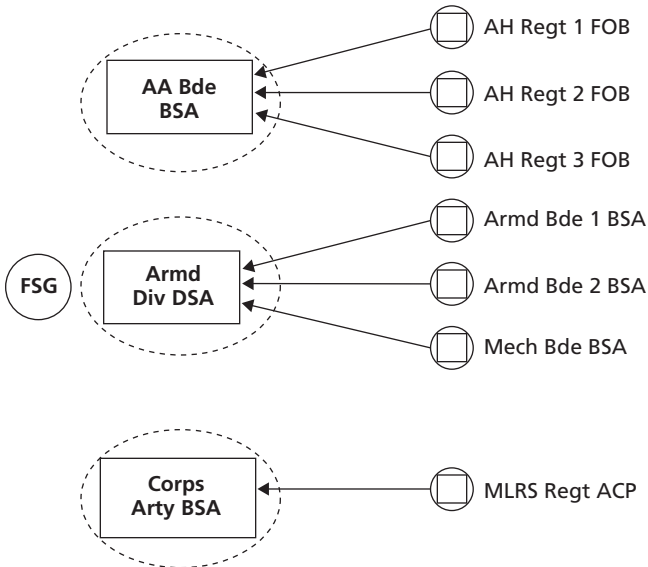 AA Bde
BSA
AH Regt 1 FOB
AH Regt 2 FOB
AH Regt 3 FOB
FSG
Armd
Div DSA
Armd Bde 1 BSA
Armd Bde 2 BSA
Mech Bde BSA
Corps
Arty BSA
MLRS Regt ACP